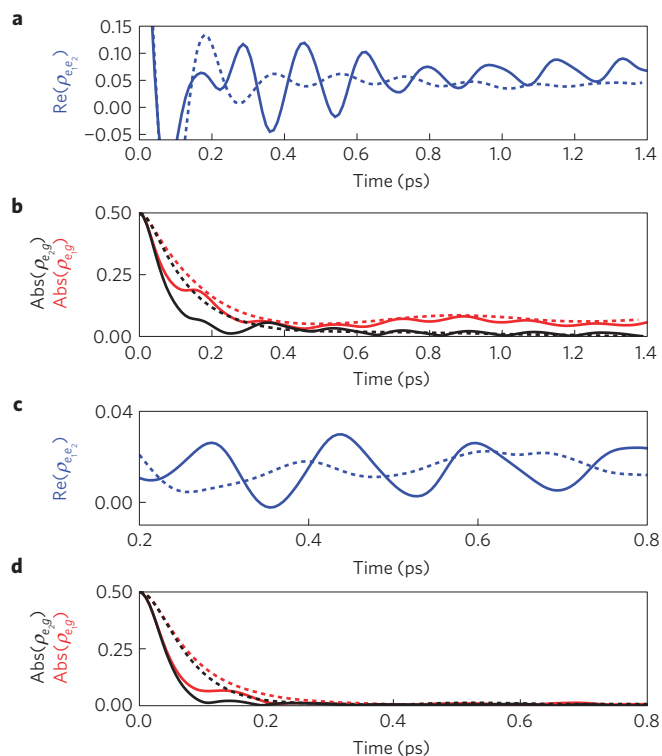 a
Re(ρe₁e₂)
0.15
0.10
0.05
0.00
−0.05
0.0 0.2 0.4 0.6 0.8 1.0 1.2 1.4
Time (ps)
b
Abs(ρe₂g)
Abs(ρe₁g)
0.50
0.25
0.00
0.0 0.2 0.4 0.6 0.8 1.0 1.2 1.4
Time (ps)
c
Re(ρe₁e₂)
0.04
0.00
0.2 0.4 0.6 0.8
Time (ps)
d
Abs(ρe₂g)
Abs(ρe₁g)
0.50
0.25
0.00
0.0 0.2 0.4 0.6 0.8
Time (ps)